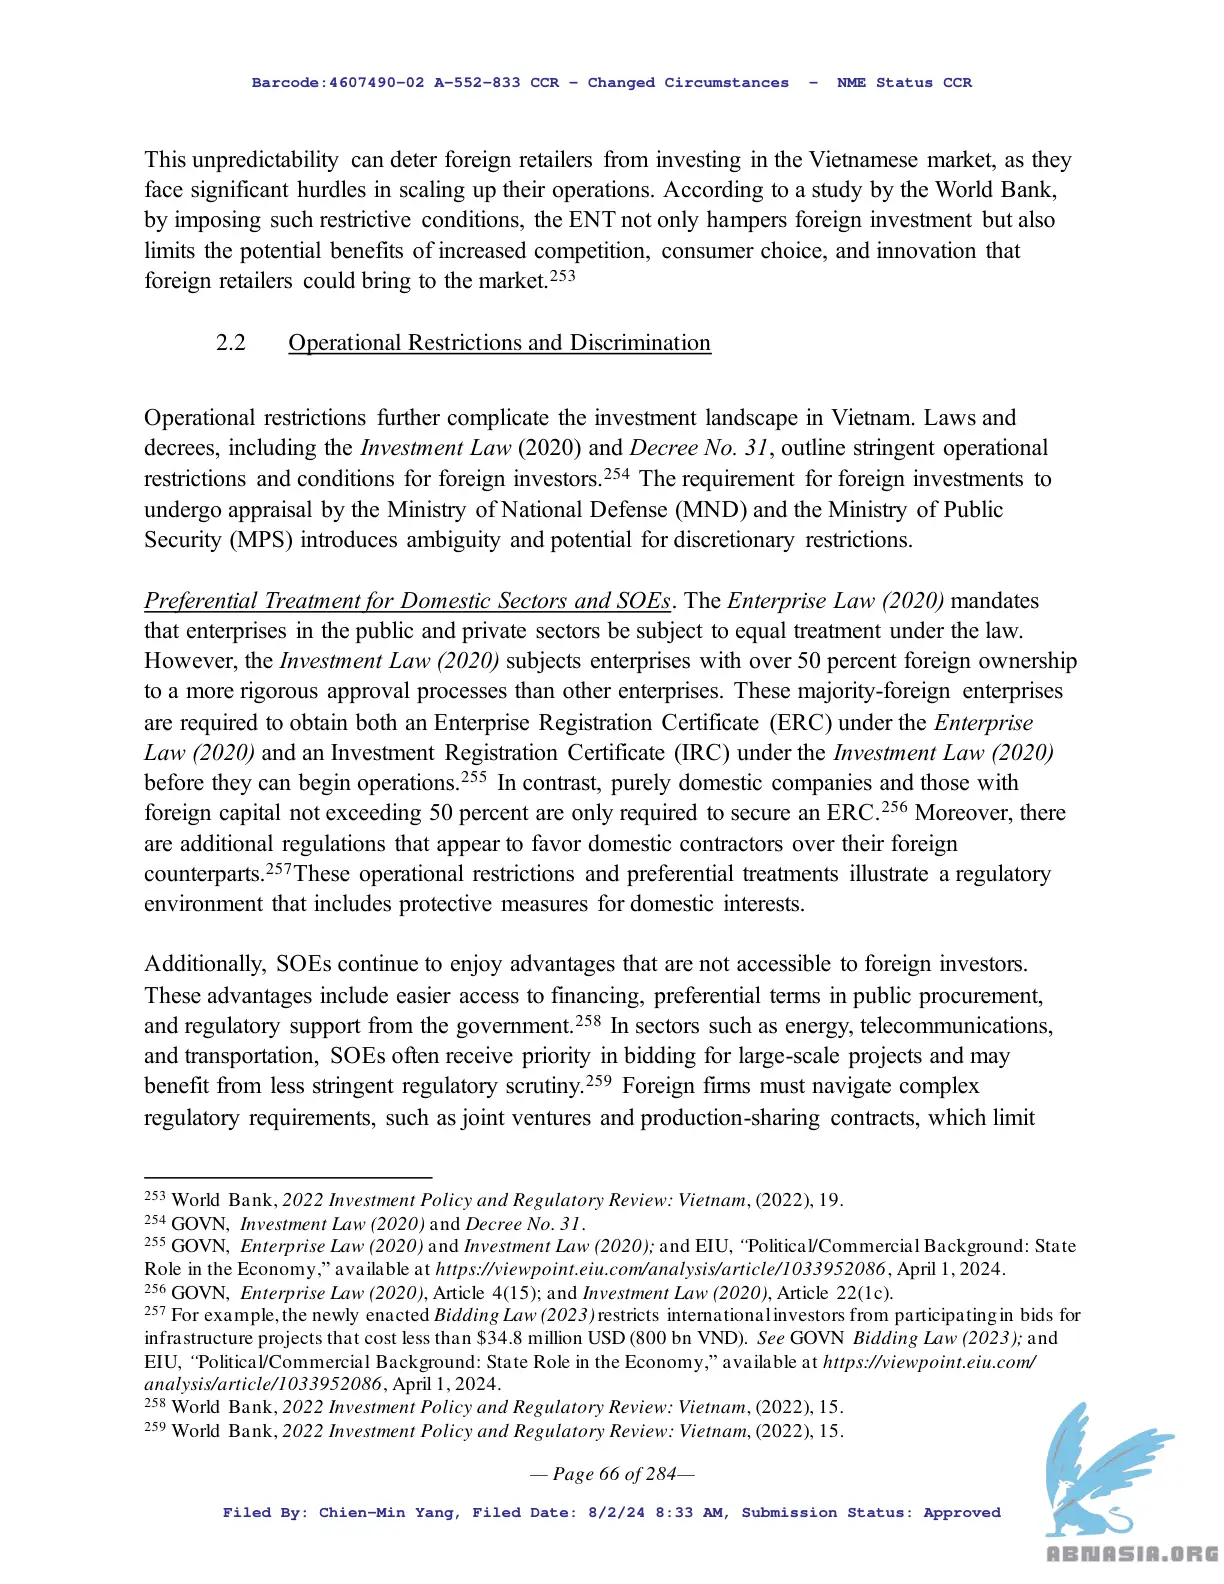 Barcode:4607490-02 A-552-833 CCR - Changed Circumstances - NME Status CCR
This unpredictability can deter foreign retailers from investing in the Vietnamese market, as they
face significant hurdles in scaling up their operations. According to a study by the World Bank,
by imposing such restrictive conditions, the ENT not only hampers foreign investment but also
limits the potential benefits of increased competition, consumer choice, and innovation that
foreign retailers could bring to the market.253
2.2 Operational Restrictions and Discrimination
Operational restrictions further complicate the investment landscape in Vietnam. Laws and
decrees, including the Investment Law (2020) and Decree No. 31, outline stringent operational
restrictions and conditions for foreign investors.254 The requirement for foreign investments to
undergo appraisal by the Ministry of National Defense (MND) and the Ministry of Public
Security (MPS) introduces ambiguity and potential for discretionary restrictions.
Preferential Treatment for Domestic Sectors and SOEs. The Enterprise Law (2020) mandates
that enterprises in the public and private sectors be subject to equal treatment under the law.
However, the Investment Law (2020) subjects enterprises with over 50 percent foreign ownership
to a more rigorous approval processes than other enterprises. These majority-foreign enterprises
are required to obtain both an Enterprise Registration Certificate (ERC) under the Enterprise
Law (2020) and an Investment Registration Certificate (IRC) under the Investment Law (2020)
before they can begin operations.255 In contrast, purely domestic companies and those with
foreign capital not exceeding 50 percent are only required to secure an ERC.256 Moreover, there
are additional regulations that appear to favor domestic contractors over their foreign
counterparts.257These operational restrictions and preferential treatments illustrate a regulatory
environment that includes protective measures for domestic interests.
Additionally, SOEs continue to enjoy advantages that are not accessible to foreign investors.
These advantages include easier access to financing, preferential terms in public procurement,
and regulatory support from the government.258 In sectors such as energy, telecommunications,
and transportation, SOEs often receive priority in bidding for large-scale projects and may
benefit from less stringent regulatory scrutiny.259 Foreign firms must navigate complex
regulatory requirements, such as joint ventures and production-sharing contracts, which limit
253 World Bank, 2022 Investment Policy and Regulatory Review: Vietnam, (2022), 19.
254 GOVN, Investment Law (2020) and Decree No. 31.
255 GOVN, Enterprise Law (2020) and Investment Law (2020); and EIU, “Political/Commercial Background: State
Role in the Economy,” available at https://viewpoint.eiu.com/analysis/article/1033952086, April 1, 2024.
256 GOVN, Enterprise Law (2020), Article 4(15); and Investment Law (2020), Article 22(1c).
257 For example, the newly enacted Bidding Law (2023) restricts international investors from participating in bids for
infrastructure projects that cost less than $34.8 million USD (800 bn VND). See GOVN Bidding Law (2023); and
EIU, “Political/Commercial Background: State Role in the Economy,” available at https://viewpoint.eiu.com/
analysis/article/1033952086, April 1, 2024.
258 World Bank, 2022 Investment Policy and Regulatory Review: Vietnam, (2022), 15.
259 World Bank, 2022 Investment Policy and Regulatory Review: Vietnam, (2022), 15.
— Page 66 of 284—
Filed By: Chien-Min Yang, Filed Date: 8/2/24 8:33 AM, Submission Status: Approved
ABNASIA.ORG